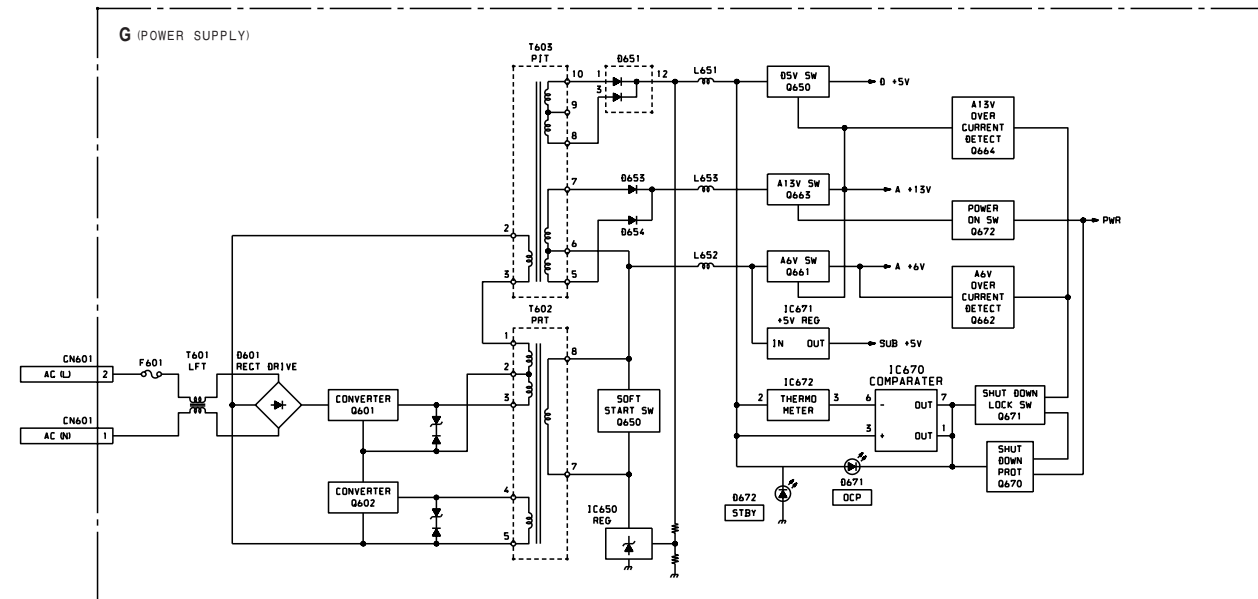 G (POWER SUPPLY)
T603
PIT
D651
10
1
12
3
9
8
L651
D5V SW
Q650
D +5V
A13V
OVER
CURRENT
DETECT
Q664
7
D653
D654
L653
A13V SW
Q663
A +13V
POWER
ON SW
Q672
PWR
2
6
3
5
L652
A6V SW
Q661
A +6V
A6V
OVER
CURRENT
DETECT
Q662
IC671
+5V REG
IN OUT
SUB +5V
T602
PRT
1
2
3
8
7
4
5
CN601
AC (L) 2
F601
T601
LFT
D601
RECT DRIVE
CN601
AC (N) 1
CONVERTER
Q601
CONVERTER
Q602
SOFT
START SW
Q650
IC650
REG
IC672
2 THERMO
METER 3
IC670
COMPARATER
6 - OUT 7
3 + OUT 1
SHUT DOWN
LOCK SW
Q671
SHUT
DOWN
PROT
Q670
D671
OCP
D672
STBY